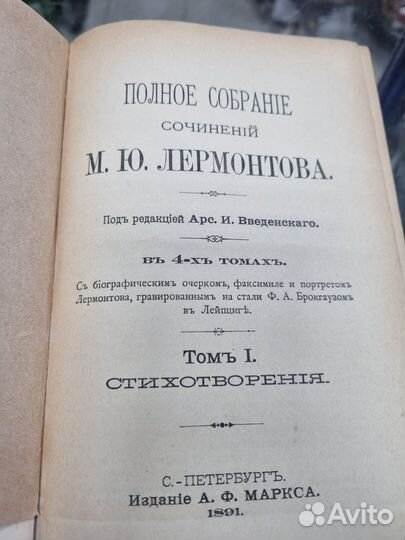 ПОЛНОЕ СОБРАНІЕ
СОЧИНЕНІЙ
М. Ю. ЛЕРМОНТОВА.
Подъ редакціей Арс. И. Введенскаго.
ВЪ 4-ХЪ ТОМАХЪ.
Съ біографическимъ очеркомъ, факсимиле и портретомъ
Лермонтова, гравированнымъ на стали Ф. А. Брокгаузомъ
въ Лейпцигѣ.
Томъ I.
СТИХОТВОРЕНІЯ.
С.-ПЕТЕРБУРГЪ.
Изданіе А. Ф. МАРКСА.
1891.
Avito